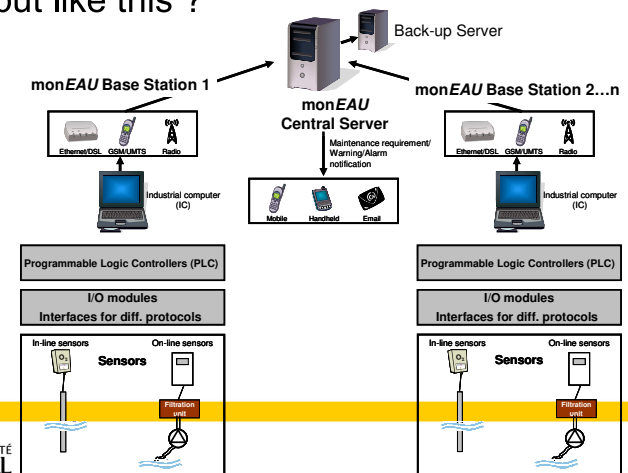 out like this ?
Back-up Server
monEAU Base Station 1
monEAU Base Station 2…n
monEAU
Central Server
Ethernet/DSL GSM/UMTS Radio
Maintenance requirement/
Warning/Alarm
notification
Ethernet/DSL GSM/UMTS Radio
Industrial computer
(IC)
Mobile Handheld Email
Industrial computer
(IC)
Programmable Logic Controllers (PLC)
Programmable Logic Controllers (PLC)
I/O modules
Interfaces for diff. protocols
I/O modules
Interfaces for diff. protocols
In-line sensors On-line sensors
Sensors
O2
Filtration
unit
In-line sensors On-line sensors
Sensors
O2
Filtration
unit
TÉ
L